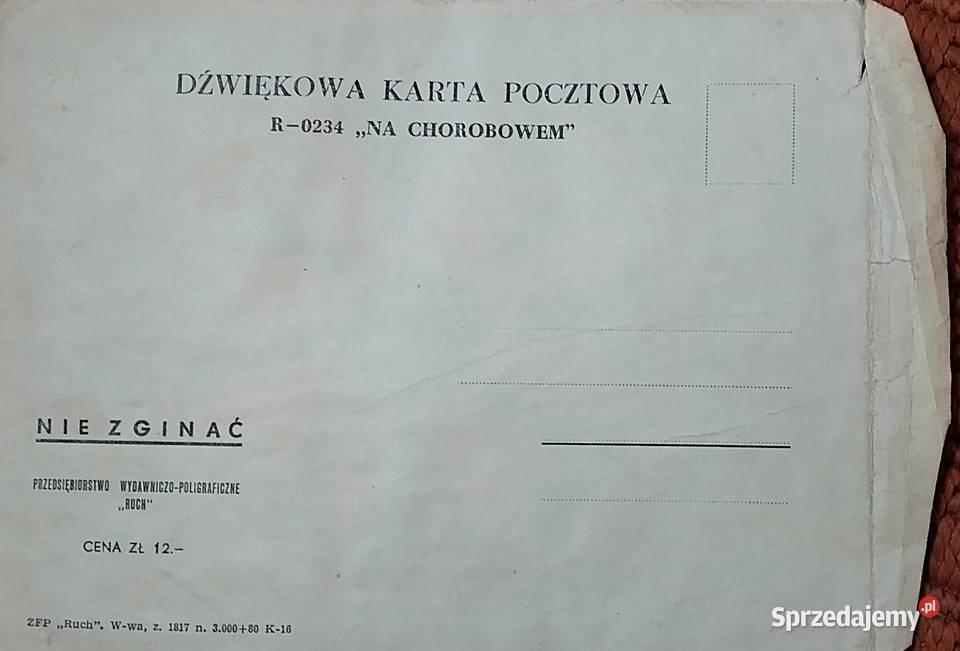 DŹWIĘKOWA KARTA POCZTOWA
R-0234 „NA CHOROBOWEM”
NIE ZGINAĆ
PRZEDSIĘBIORSTWO WYDAWNICZO-POLIGRAFICZNE
„RUCH”
CENA ZŁ 12.–
ZFP „Ruch”. W-wa, z. 1817 n. 3.000+80 K-16
Sprzedajemy.pl